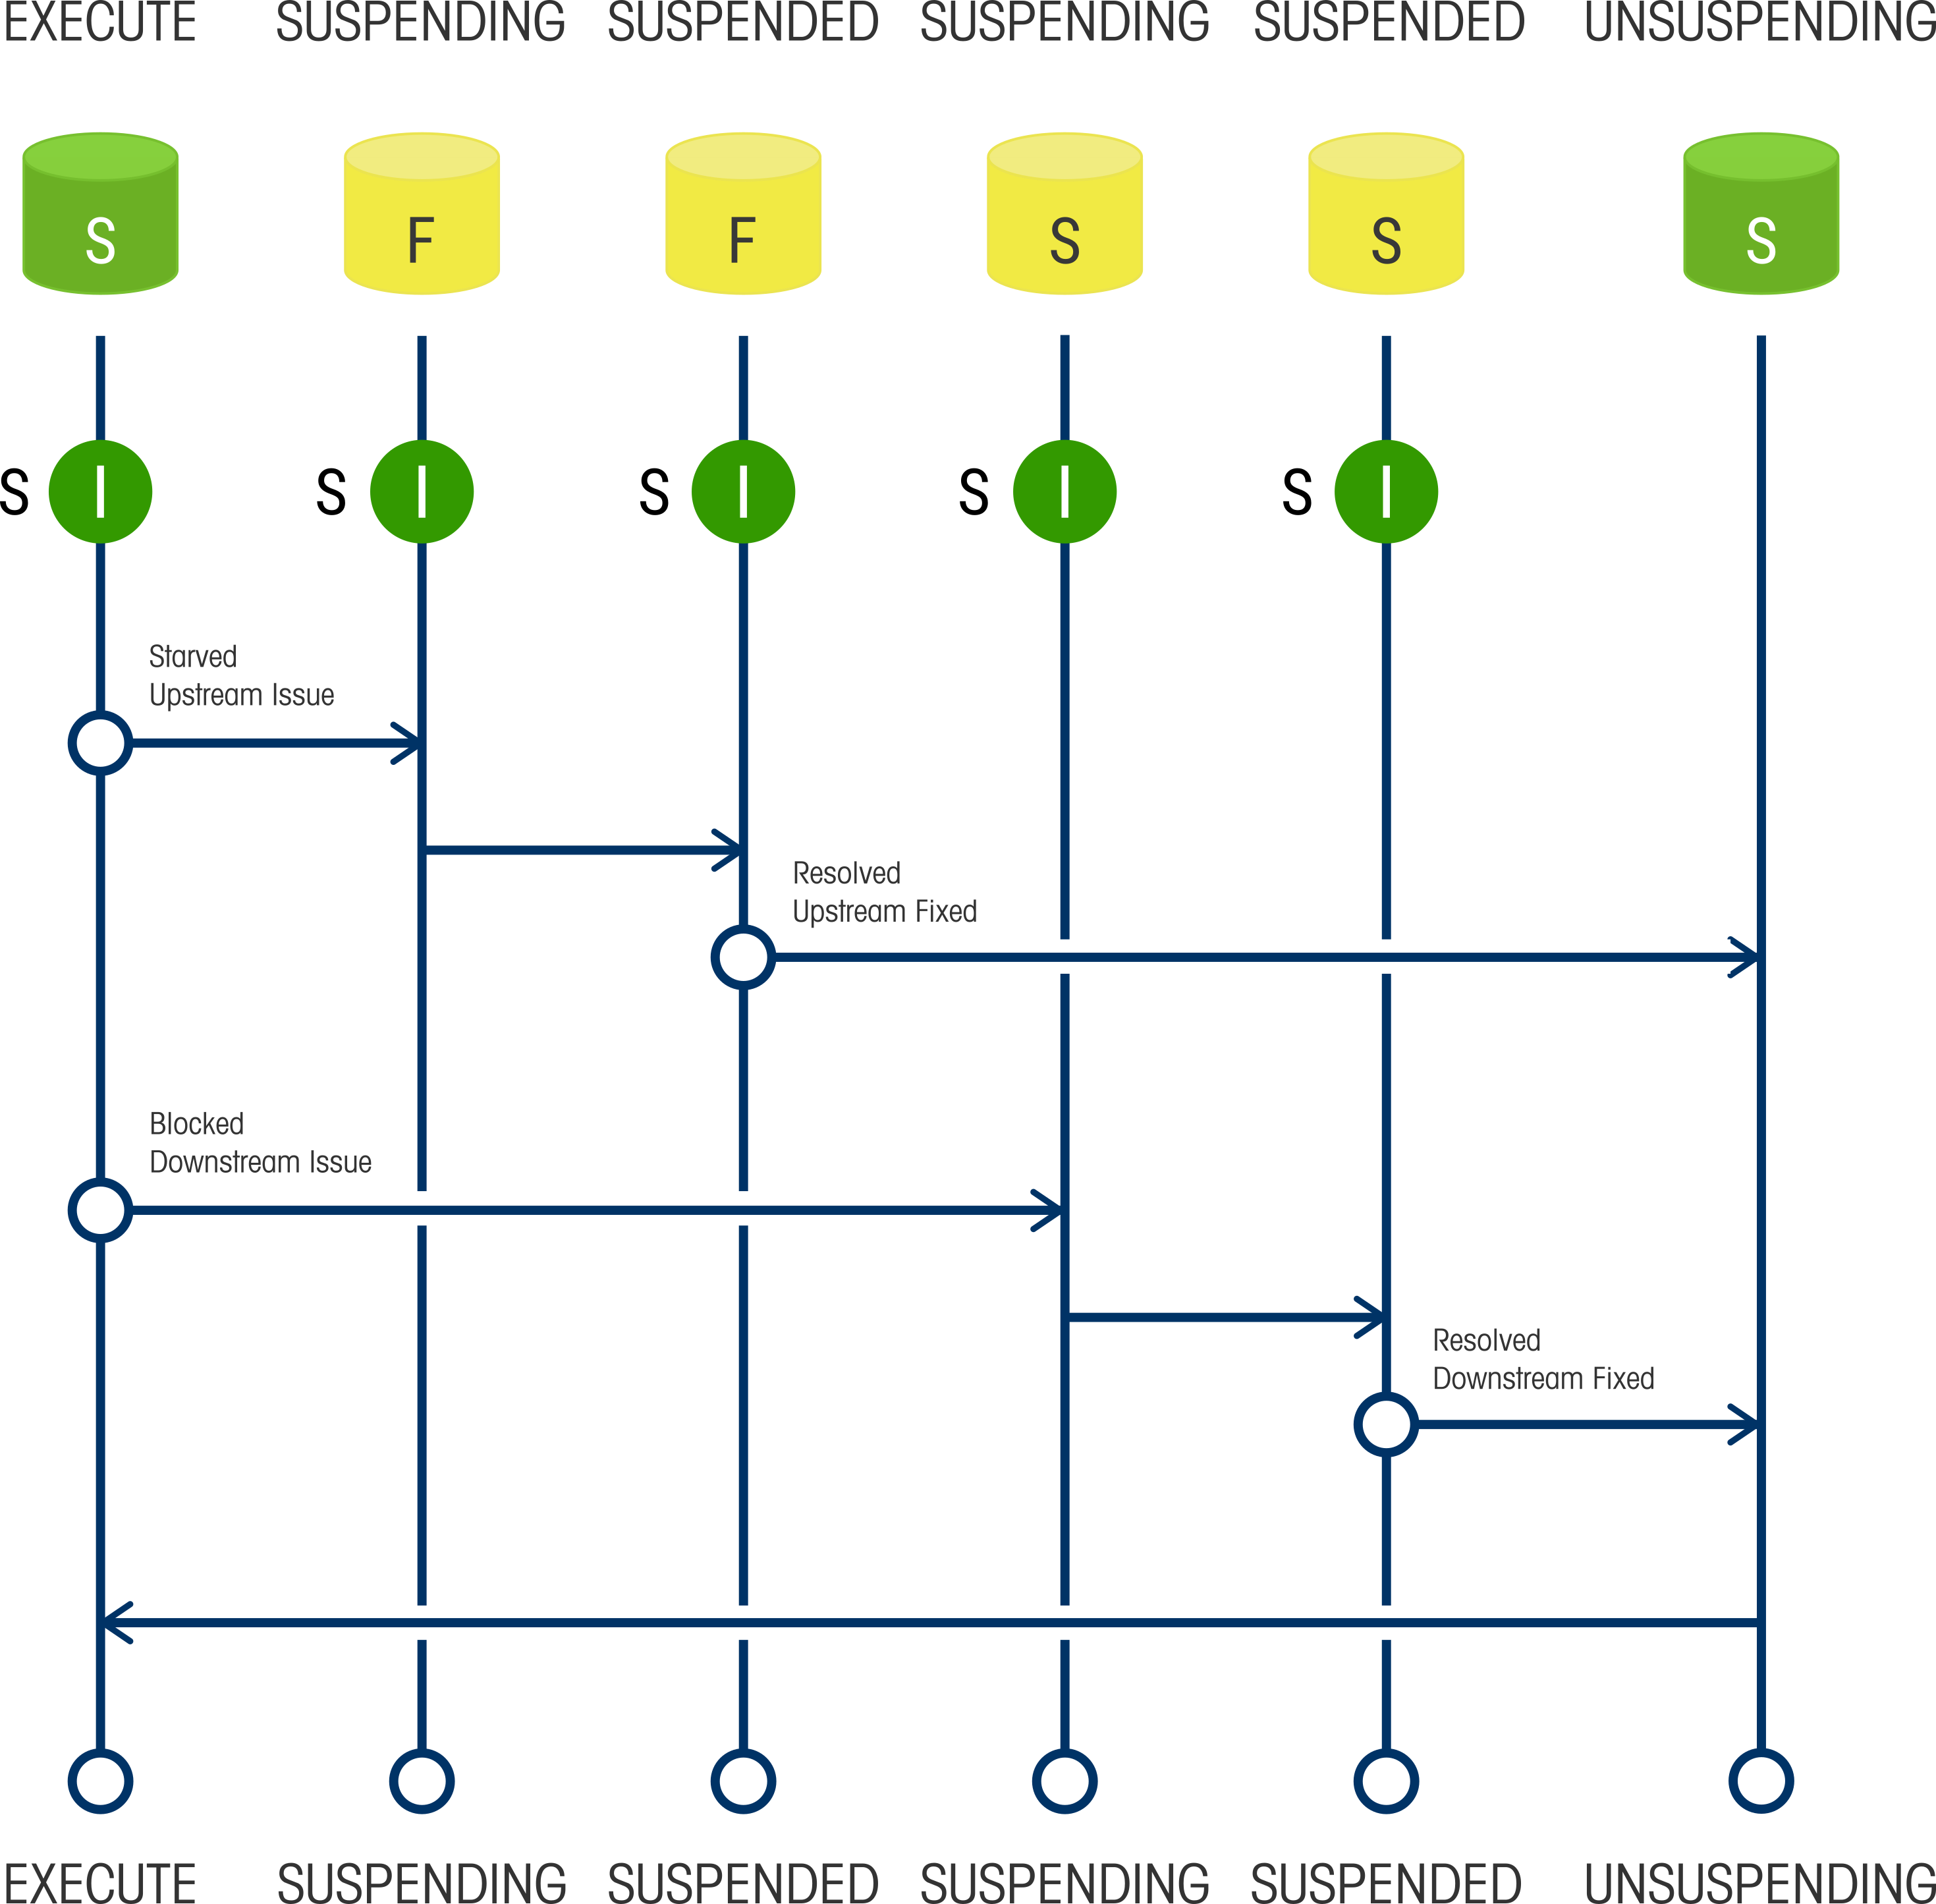 EXECUTE SUSPENDING SUSPENDED SUSPENDING SUSPENDED UNSUSPENDING
S F F S S S
S I S I S I S I S I
Starved
Upstream Issue
Resolved
Upstream Fixed
Blocked
Downstream Issue
Resolved
Downstream Fixed
EXECUTE SUSPENDING SUSPENDED SUSPENDING SUSPENDED UNSUSPENDING